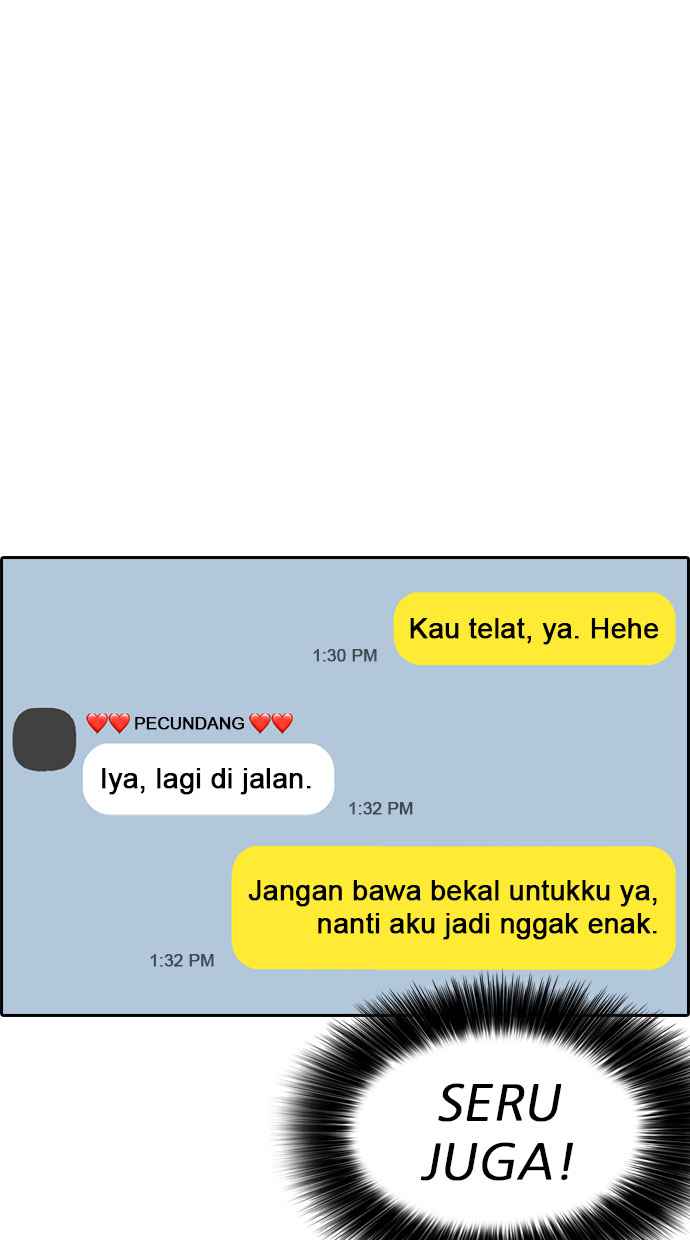 Kau telat, ya. Hehe
1:30 PM
❤️❤️ PECUNDANG ❤️❤️
Iya, lagi di jalan.
1:32 PM
Jangan bawa bekal untukku ya,
nanti aku jadi nggak enak.
1:32 PM
SERU
JUGA!